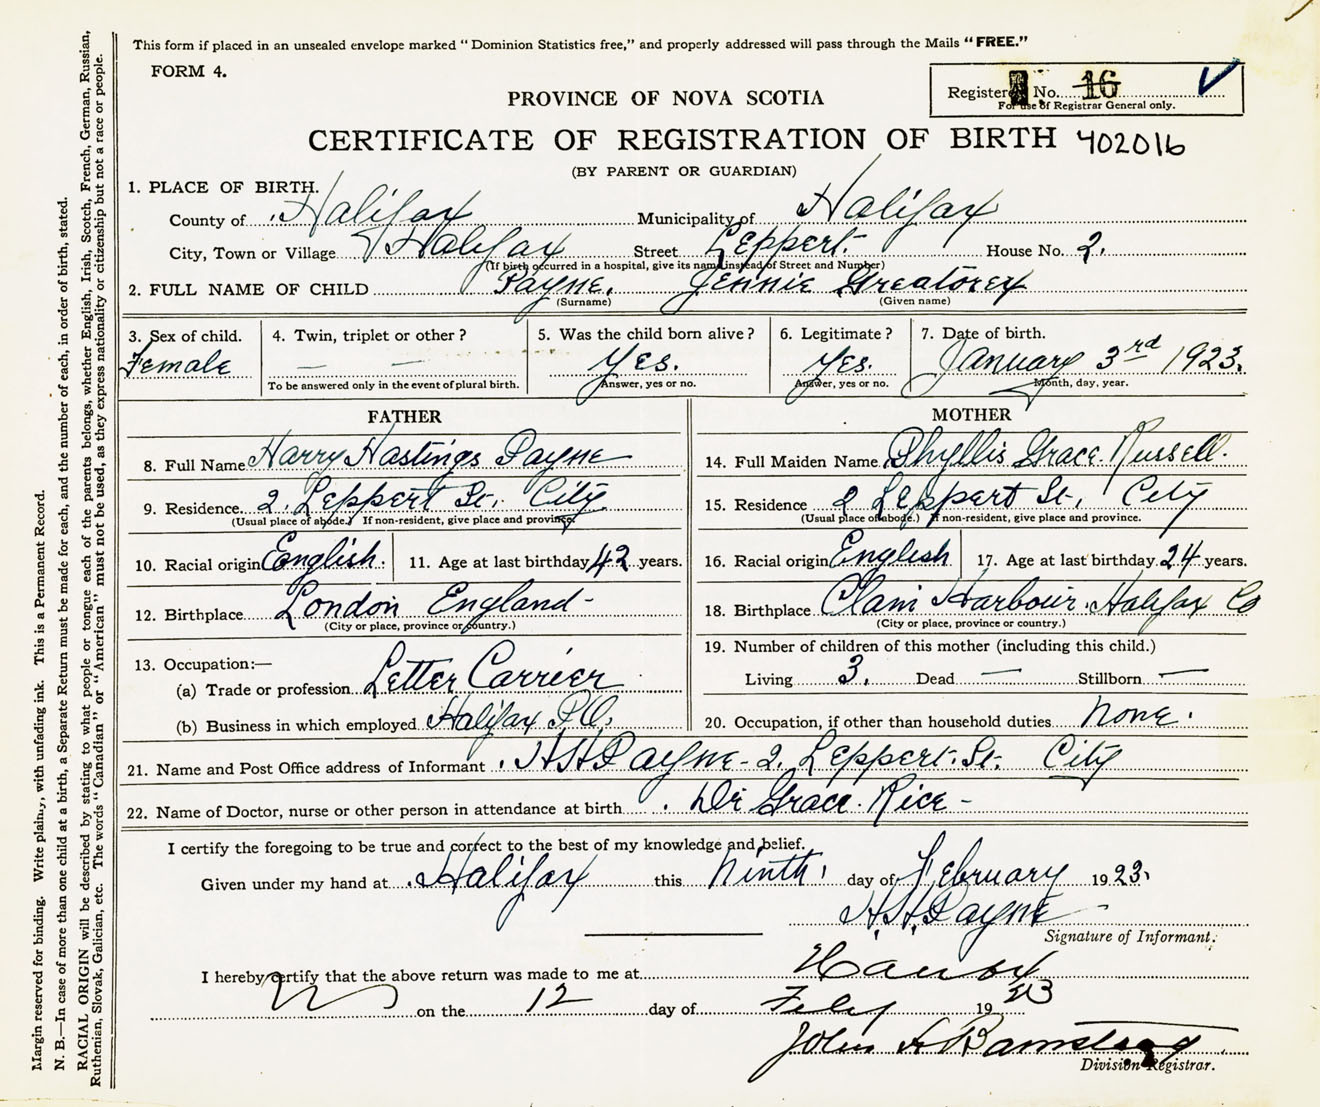 This form if placed in an unsealed envelope marked “Dominion Statistics free,” and properly addressed will pass through the Mails “FREE.”
FORM 4.
Registered No. 16
For use of Registrar General only.
PROVINCE OF NOVA SCOTIA
CERTIFICATE OF REGISTRATION OF BIRTH 402016
(BY PARENT OR GUARDIAN)
1. PLACE OF BIRTH.
County of Halifax Municipality of Halifax
City, Town or Village Halifax Street Leppert. House No. 2.
(If birth occurred in a hospital, give its name instead of Street and Number)
2. FULL NAME OF CHILD Payne. Jennie Greatorex
(Surname) (Given name)
3. Sex of child. 4. Twin, triplet or other? 5. Was the child born alive? 6. Legitimate? 7. Date of birth.
Female — — Yes. Yes. January 3rd 1923.
To be answered only in the event of plural birth. Answer, yes or no. Answer, yes or no. Month, day, year.
FATHER
8. Full Name Harry Hastings Payne
9. Residence 2. Leppert St. City
(Usual place of abode.) If non-resident, give place and province.
10. Racial origin English. 11. Age at last birthday 42 years.
12. Birthplace London England -
(City or place, province or country.)
13. Occupation:—
(a) Trade or profession Letter Carrier
(b) Business in which employed Halifax P.O.
MOTHER
14. Full Maiden Name Phyllis Grace Russell.
15. Residence 2 Leppert St, City
(Usual place of abode.) If non-resident, give place and province.
16. Racial origin English 17. Age at last birthday 24 years.
18. Birthplace Clam Harbour. Halifax Co
(City or place, province or country.)
19. Number of children of this mother (including this child.)
Living 3. Dead — Stillborn —
20. Occupation, if other than household duties none.
21. Name and Post Office address of Informant H H Payne - 2. Leppert. St. City
22. Name of Doctor, nurse or other person in attendance at birth Dr Grace Rice -
I certify the foregoing to be true and correct to the best of my knowledge and belief.
Given under my hand at Halifax this Ninth day of February 1923.
H.H. Payne -
Signature of Informant.
I hereby certify that the above return was made to me at
on the 12 day of Feby 1923
John
Division Registrar.
Margin reserved for binding. Write plainly, with unfading ink. This is a Permanent Record.
N. B.—In case of more than one child at a birth, a Separate Return must be made for each, and the number of each, in order of birth, stated.
RACIAL ORIGIN will be described by stating to what people or tongue each of the parents belongs, whether English, Irish, Scotch, French, German, Russian,
Ruthenian, Slovak, Galician, etc. The words “Canadian” or “American” must not be used, as they express nationality or citizenship but not a race or people.